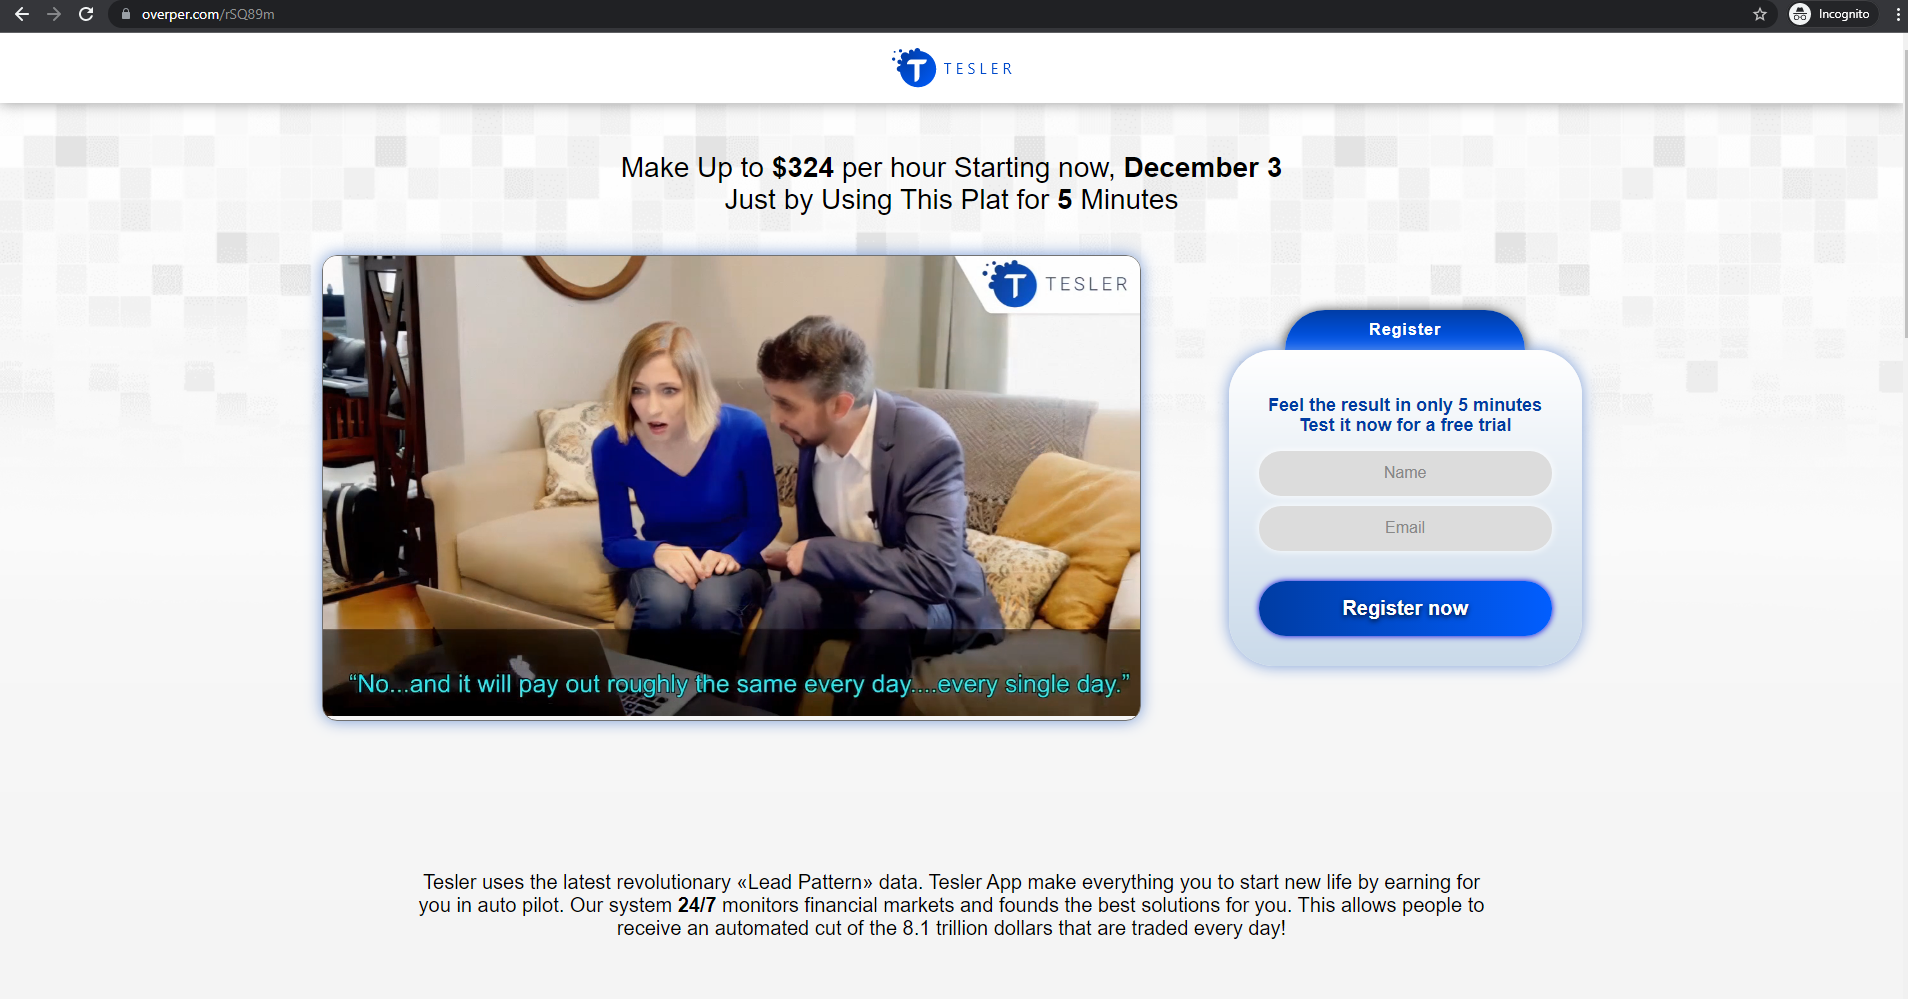 overper.com/rSQ89m
Incognito
T TESLER
Make Up to $324 per hour Starting now, December 3
Just by Using This Plat for 5 Minutes
T TESLER
“No...and it will pay out roughly the same every day....every single day.”
Register
Feel the result in only 5 minutes
Test it now for a free trial
Name
Email
Register now
Tesler uses the latest revolutionary «Lead Pattern» data. Tesler App make everything you to start new life by earning for
you in auto pilot. Our system 24/7 monitors financial markets and founds the best solutions for you. This allows people to
receive an automated cut of the 8.1 trillion dollars that are traded every day!